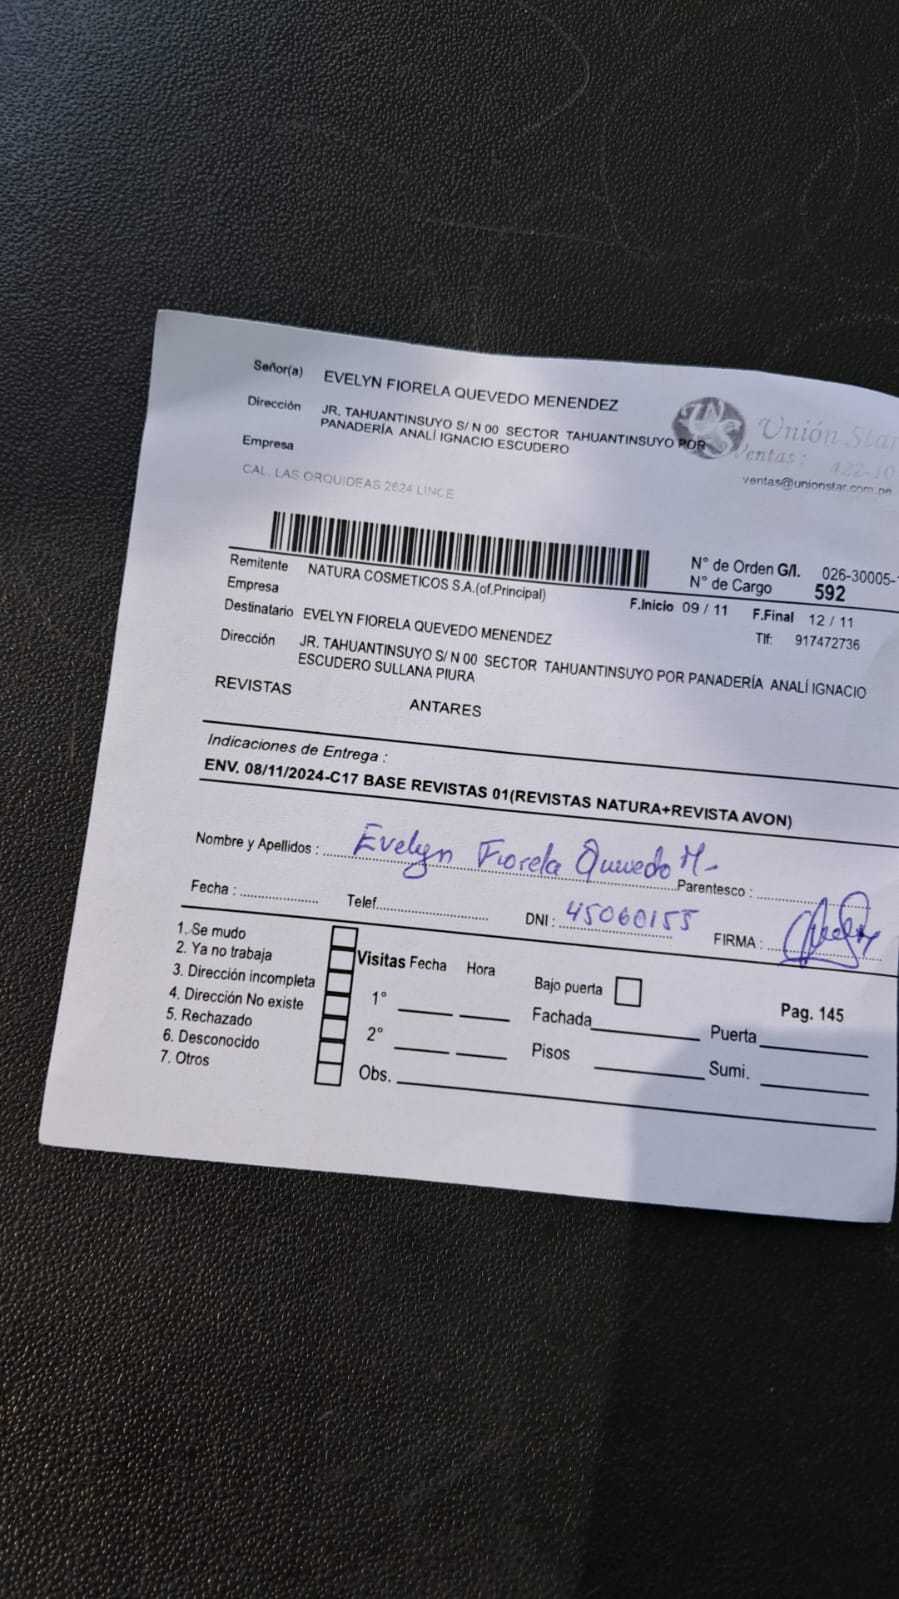 Señor(a) EVELYN FIORELA QUEVEDO MENENDEZ
Dirección JR. TAHUANTINSUYO S/ N 00 SECTOR TAHUANTINSUYO POR
PANADERÍA ANALÍ IGNACIO ESCUDERO
Empresa
CAL. LAS ORQUIDEAS 2624 LINCE
Unión Star
Ventas: 422-10
ventas@unionstar.com.pe
N° de Orden G/I. 026-30005-
N° de Cargo 592
Remitente NATURA COSMETICOS S.A.(of.Principal)
Empresa
F.Inicio 09 / 11 F.Final 12 / 11
Destinatario EVELYN FIORELA QUEVEDO MENENDEZ
Tlf: 917472736
Dirección JR. TAHUANTINSUYO S/ N 00 SECTOR TAHUANTINSUYO POR PANADERÍA ANALÍ IGNACIO
ESCUDERO SULLANA PIURA
REVISTAS ANTARES
Indicaciones de Entrega :
ENV. 08/11/2024-C17 BASE REVISTAS 01(REVISTAS NATURA+REVISTA AVON)
Nombre y Apellidos : Evelyn Fiorela Quevedo M. Parentesco :
Fecha : Telef. DNI : 45060155 FIRMA :
1. Se mudo
2. Ya no trabaja
3. Dirección incompleta
4. Dirección No existe
5. Rechazado
6. Desconocido
7. Otros
Visitas Fecha Hora
1°
2°
Obs.
Bajo puerta
Pag. 145
Fachada Puerta
Pisos Sumi.